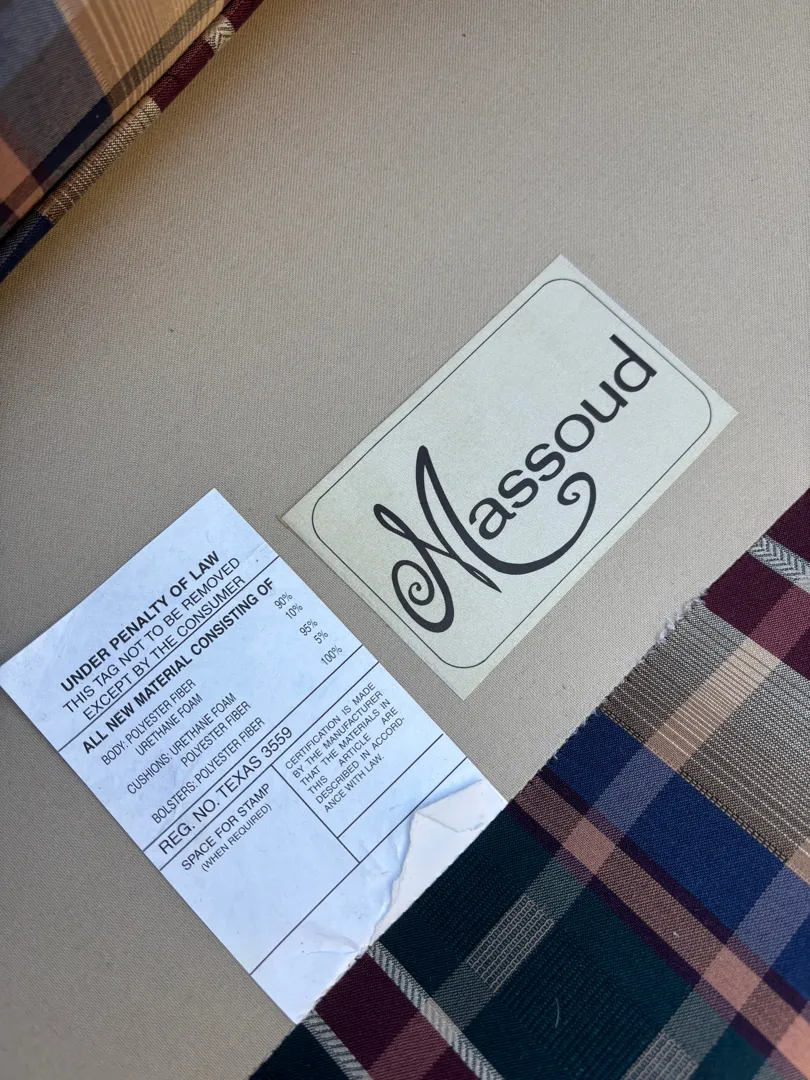 Massoud
UNDER PENALTY OF LAW
THIS TAG NOT TO BE REMOVED
EXCEPT BY THE CONSUMER
ALL NEW MATERIAL CONSISTING OF
BODY: POLYESTER FIBER 90%
URETHANE FOAM 10%
CUSHIONS: URETHANE FOAM 95%
POLYESTER FIBER 5%
BOLSTERS: POLYESTER FIBER 100%
REG. NO. TEXAS 3559
SPACE FOR STAMP
(WHEN REQUIRED)
CERTIFICATION IS MADE
BY THE MANUFACTURER
THAT THE MATERIALS IN
THIS ARTICLE ARE
DESCRIBED IN ACCORD-
ANCE WITH LAW.